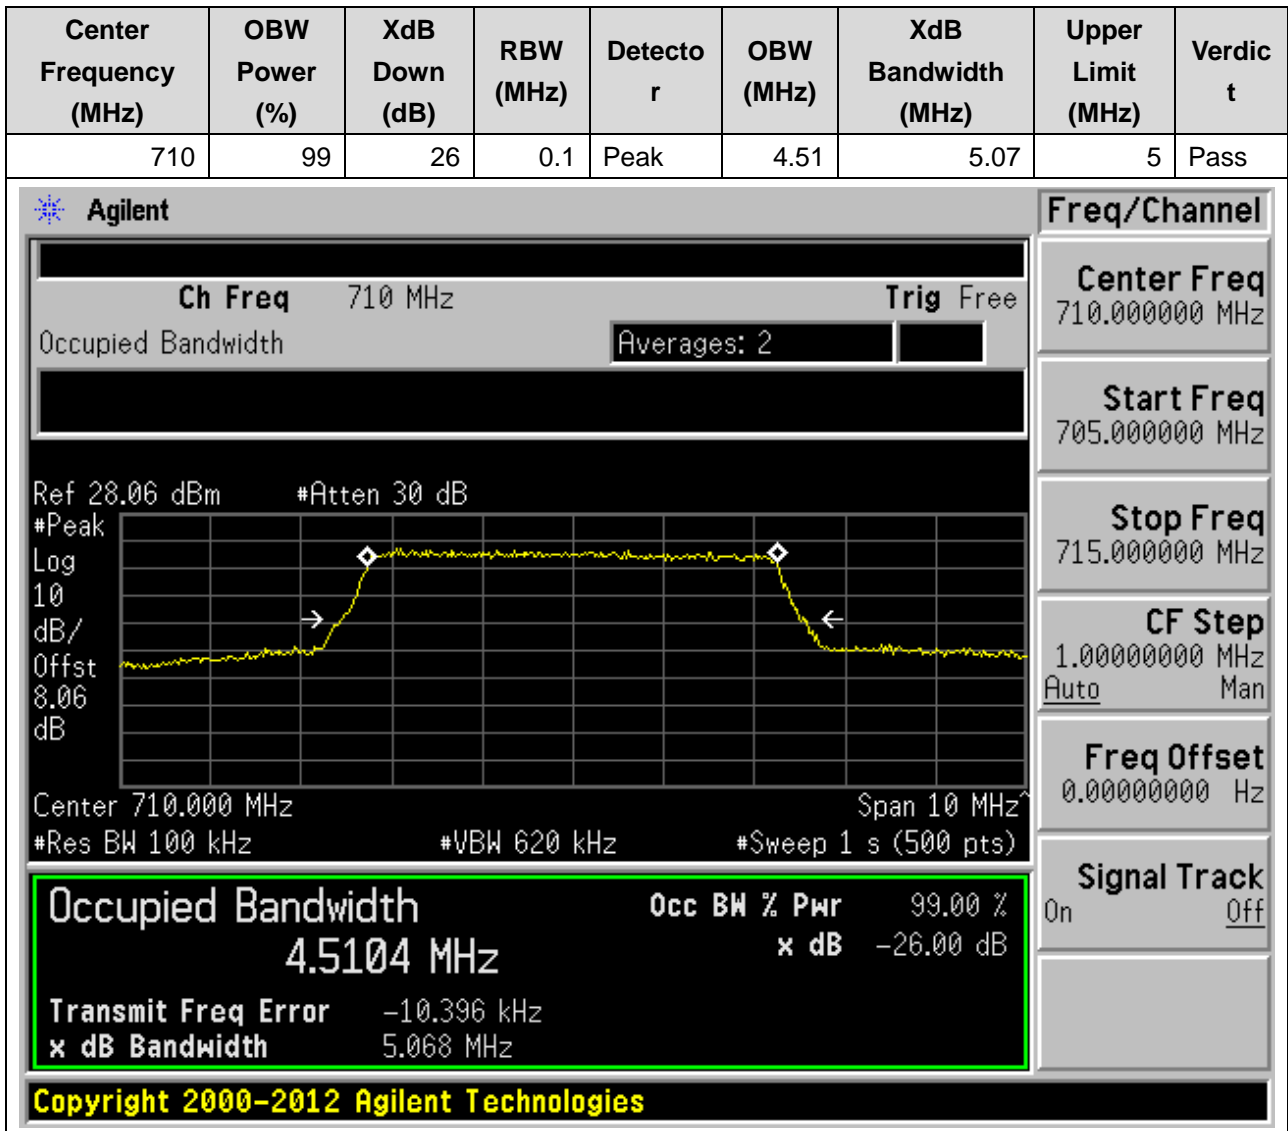 Center Frequency (MHz) OBW Power (%) XdB Down (dB) RBW (MHz) Detecto r OBW (MHz) XdB Bandwidth (MHz) Upper Limit (MHz) Verdic t
710 99 26 0.1 Peak 4.51 5.07 5 Pass
Agilent
Freq/Channel
Ch Freq 710 MHz Trig Free
Occupied Bandwidth Averages: 2
Center Freq
710.000000 MHz
Start Freq
705.000000 MHz
Stop Freq
715.000000 MHz
CF Step
1.00000000 MHz
Auto Man
Freq Offset
0.00000000 Hz
Signal Track
On Off
Ref 28.06 dBm #Atten 30 dB
#Peak
Log
10
dB/
Offst
8.06
dB
Center 710.000 MHz Span 10 MHz^
#Res BW 100 kHz #VBW 620 kHz #Sweep 1 s (500 pts)
Occupied Bandwidth Occ BW % Pwr 99.00 %
4.5104 MHz x dB -26.00 dB
Transmit Freq Error -10.396 kHz
x dB Bandwidth 5.068 MHz
Copyright 2000-2012 Agilent Technologies